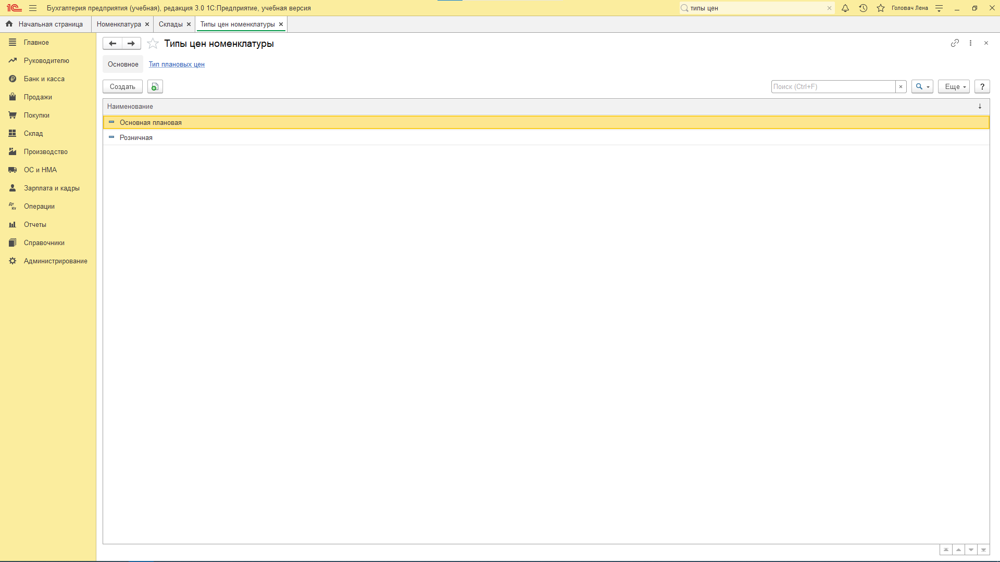 1С Бухгалтерия предприятия (учебная), редакция 3.0 1С:Предприятие, учебная версия типы цен Головач Лена
Начальная страница Номенклатура Склады Типы цен номенклатуры
Главное
Руководителю
Банк и касса
Продажи
Покупки
Склад
Производство
ОС и НМА
Зарплата и кадры
Дт Кт Операции
Отчеты
Справочники
Администрирование
Типы цен номенклатуры
Основное Тип плановых цен
Создать Поиск (Ctrl+F) × Еще ?
Наименование ↓
Основная плановая
Розничная